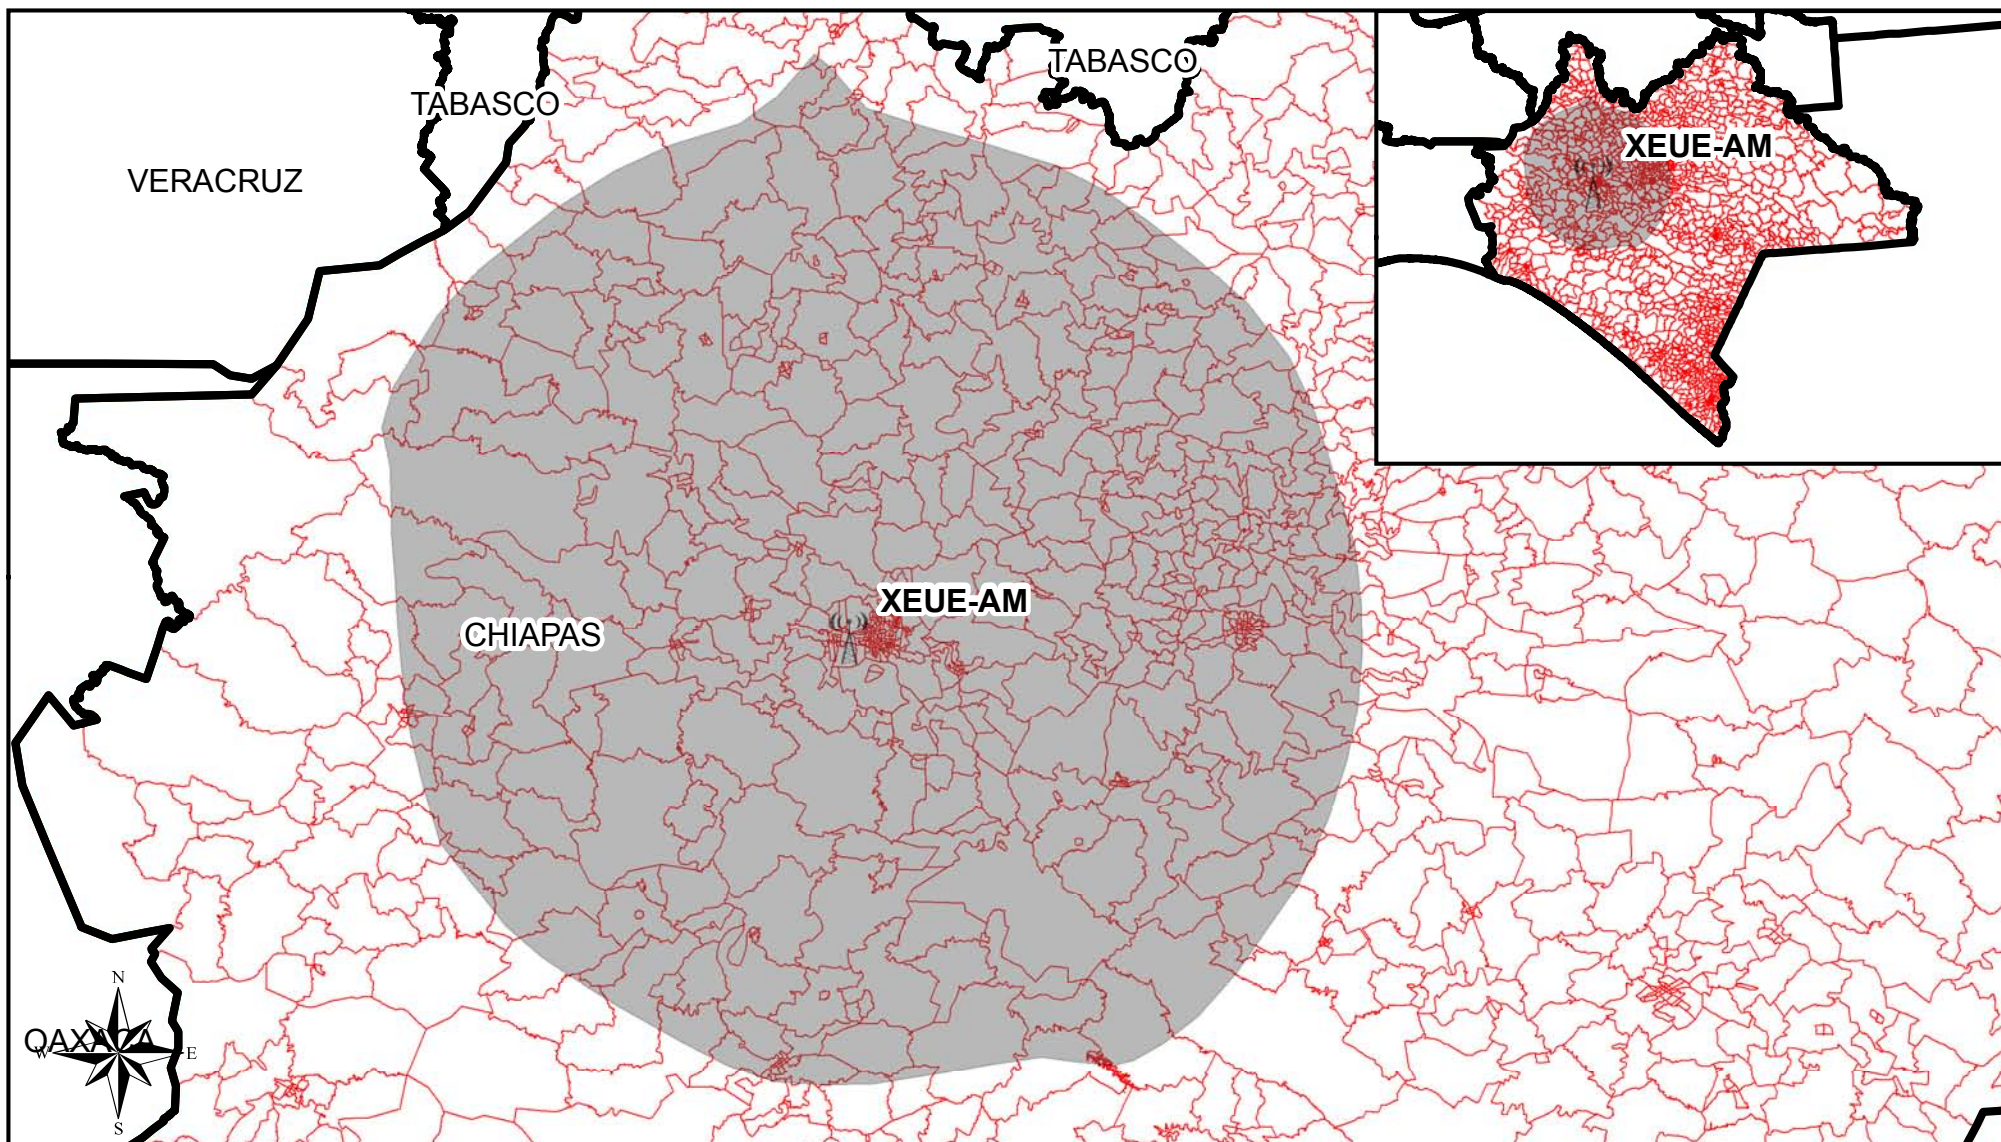 TABASCO
TABASCO
VERACRUZ
XEUE-AM
XEUE-AM
CHIAPAS
N
OAXACA
W
E
S